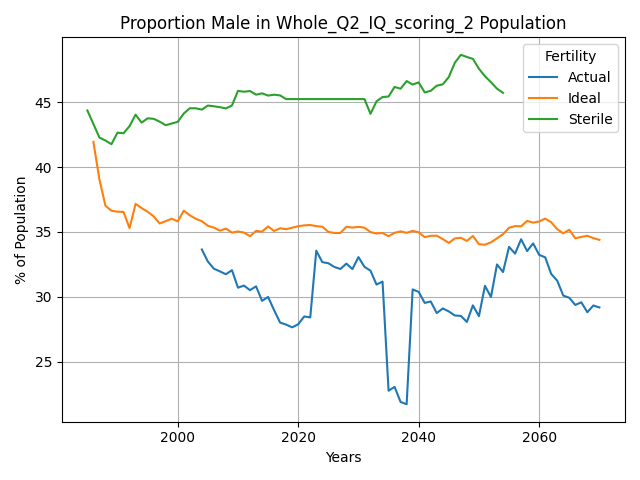 Proportion Male in Whole_Q2_IQ_scoring_2 Population
Fertility
Actual
Ideal
Sterile
% of Population
45
40
35
30
25
2000
2020
2040
2060
Years